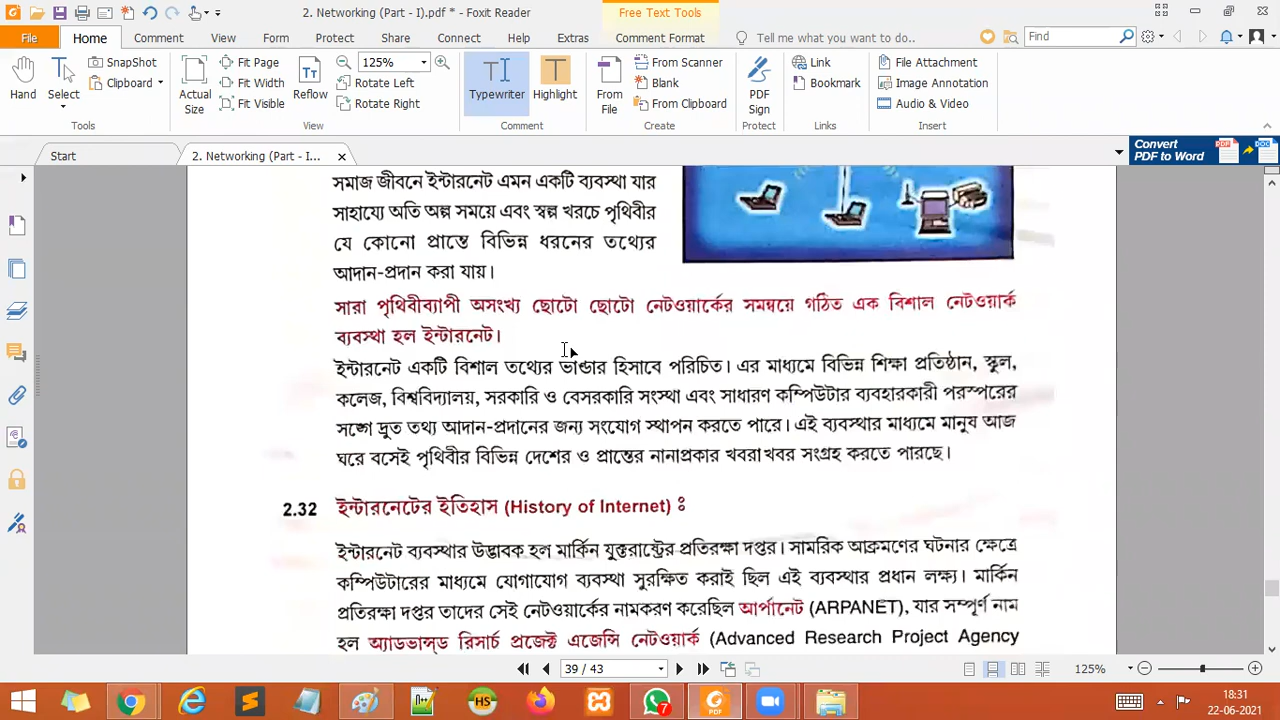 2. Networking (Part - I).pdf * - Foxit Reader
Free Text Tools
File Home Comment View Form Protect Share Connect Help Extras Comment Format Tell me what you want to do... Find
Hand
Select
SnapShot
Clipboard
Tools
Actual Size
Fit Page
Fit Width
Fit Visible
Reflow
125%
Rotate Left
Rotate Right
View
Typewriter
Highlight
Comment
From File
From Scanner
Blank
From Clipboard
Create
PDF Sign
Protect
Link
Bookmark
Links
File Attachment
Image Annotation
Audio & Video
Insert
Start
2. Networking (Part - I...
Convert
PDF to Word
সমাজ জীবনে ইন্টারনেট এমন একটি ব্যবস্থা যার
সাহায্যে অতি অল্প সময়ে এবং স্বল্প খরচে পৃথিবীর
যে কোনো প্রান্তে বিভিন্ন ধরনের তথ্যের
আদান-প্রদান করা যায়।
সারা পৃথিবীব্যাপী অসংখ্য ছোটো ছোটো নেটওয়ার্কের সমন্বয়ে গঠিত এক বিশাল নেটওয়ার্ক
ব্যবস্থা হল ইন্টারনেট।
ইন্টারনেট একটি বিশাল তথ্যের ভান্ডার হিসাবে পরিচিত। এর মাধ্যমে বিভিন্ন শিক্ষা প্রতিষ্ঠান, স্কুল,
কলেজ, বিশ্ববিদ্যালয়, সরকারি ও বেসরকারি সংস্থা এবং সাধারণ কম্পিউটার ব্যবহারকারী পরস্পরের
সঙ্গে দ্রুত তথ্য আদান-প্রদানের জন্য সংযোগ স্থাপন করতে পারে। এই ব্যবস্থার মাধ্যমে মানুষ আজ
ঘরে বসেই পৃথিবীর বিভিন্ন দেশের ও প্রান্তের নানাপ্রকার খবরাখবর সংগ্রহ করতে পারছে।
2.32 ইন্টারনেটের ইতিহাস (History of Internet) ঃ
ইন্টারনেট ব্যবস্থার উদ্ভাবক হল মার্কিন যুক্তরাষ্ট্রের প্রতিরক্ষা দপ্তর। সামরিক আক্রমণের ঘটনার ক্ষেত্রে
কম্পিউটারের মাধ্যমে যোগাযোগ ব্যবস্থা সুরক্ষিত করাই ছিল এই ব্যবস্থার প্রধান লক্ষ্য। মার্কিন
প্রতিরক্ষা দপ্তর তাদের সেই নেটওয়ার্কের নামকরণ করেছিল আর্পানেট (ARPANET), যার সম্পূর্ণ নাম
হল অ্যাডভান্সড রিসার্চ প্রজেক্ট এজেন্সি নেটওয়ার্ক (Advanced Research Project Agency
39 / 43
125%
18:31
22-06-2021